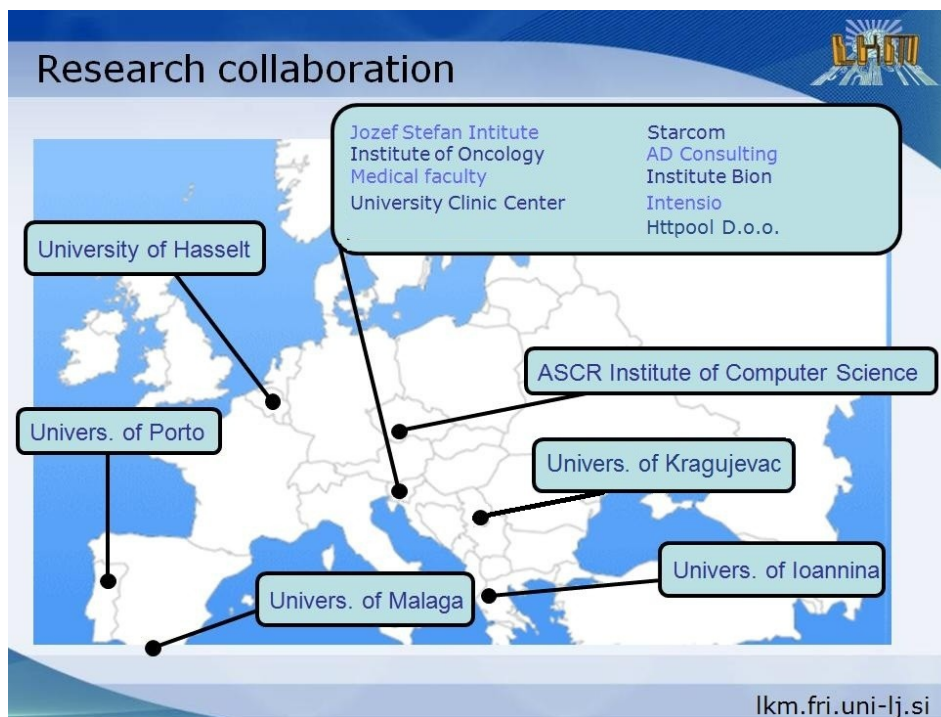 Research collaboration
LKM
Jozef Stefan Intitute
Institute of Oncology
Medical faculty
University Clinic Center
Starcom
AD Consulting
Institute Bion
Intensio
Httpool D.o.o.
University of Hasselt
ASCR Institute of Computer Science
Univers. of Porto
Univers. of Kragujevac
Univers. of Ioannina
Univers. of Malaga
lkm.fri.uni-lj.si